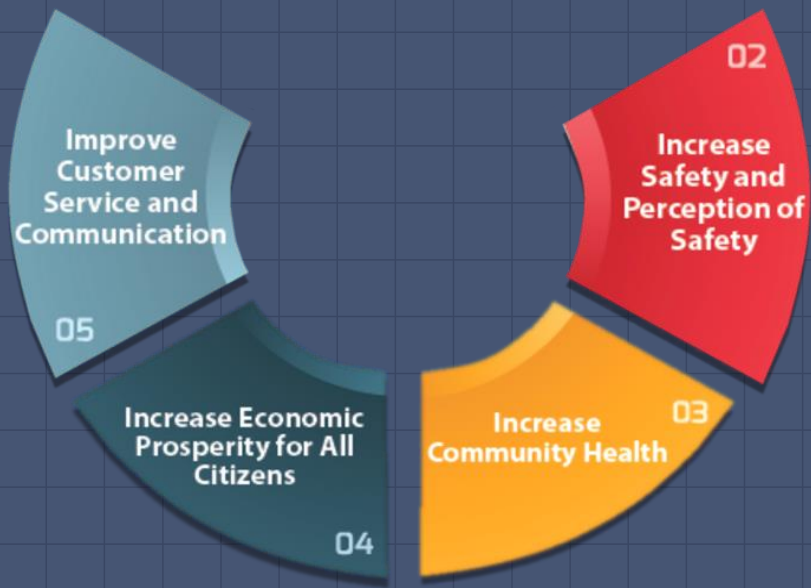 02
Increase
Safety and
Perception of
Safety
03
Increase
Community Health
Increase Economic
Prosperity for All
Citizens
04
Improve
Customer
Service and
Communication
05